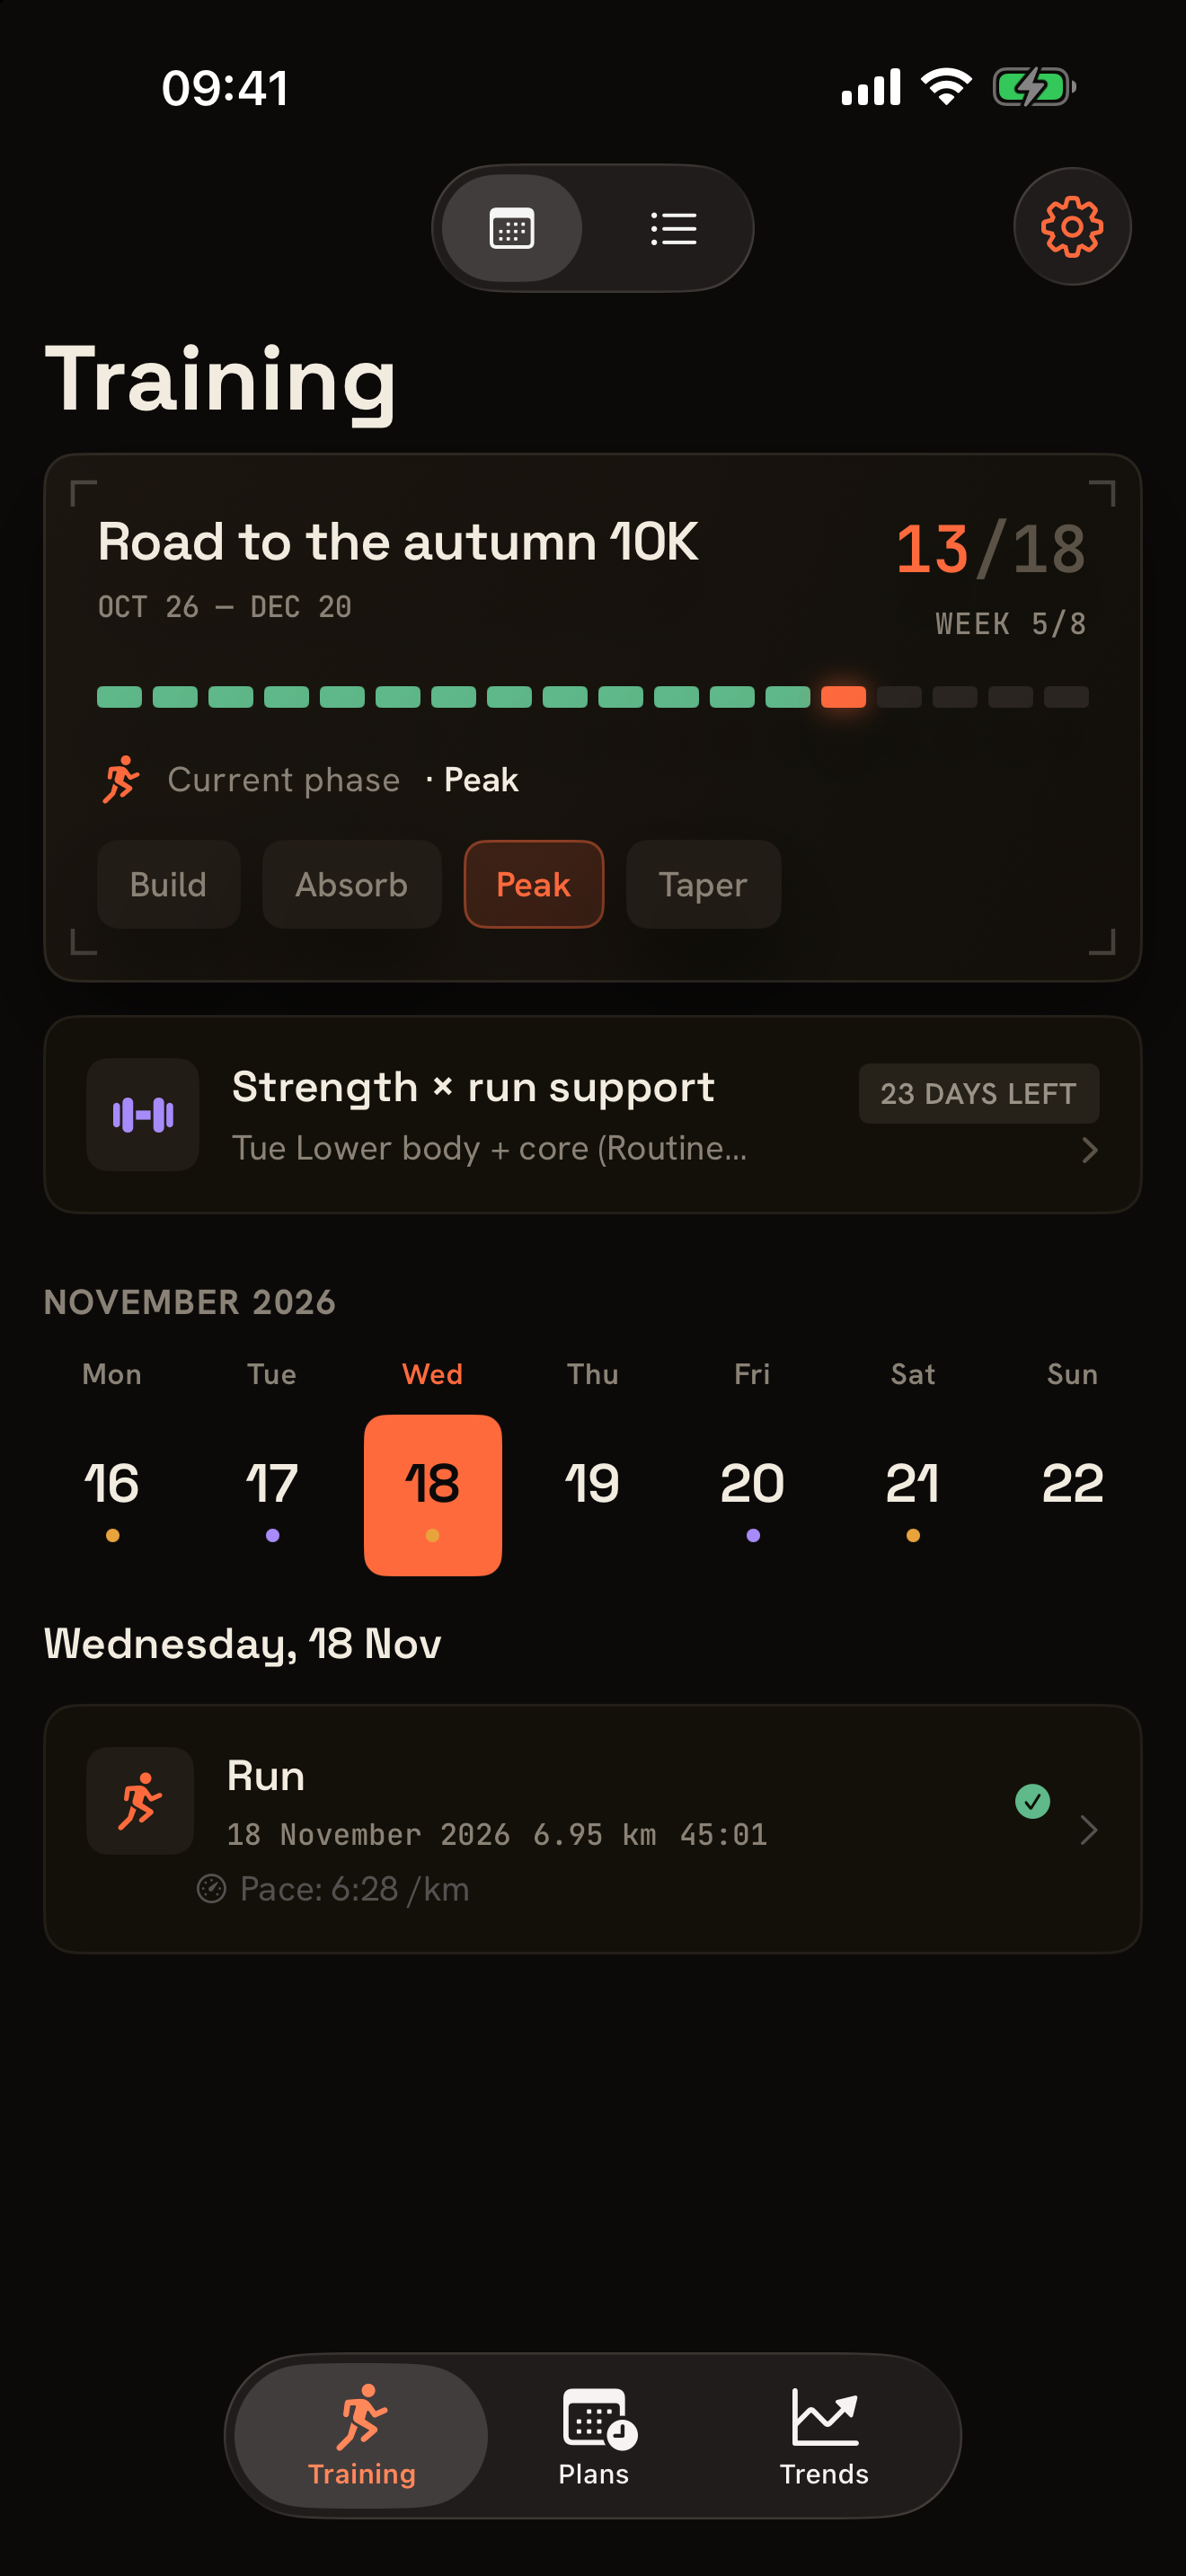 09:41
Training
Road to the autumn 10K
13/18
OCT 26 – DEC 20
WEEK 5/8
Current phase · Peak
Build Absorb Peak Taper
Strength × run support
23 DAYS LEFT
Tue Lower body + core (Routine...
NOVEMBER 2026
Mon Tue Wed Thu Fri Sat Sun
16 17 18 19 20 21 22
Wednesday, 18 Nov
Run
18 November 2026 6.95 km 45:01
Pace: 6:28 /km
Training Plans Trends